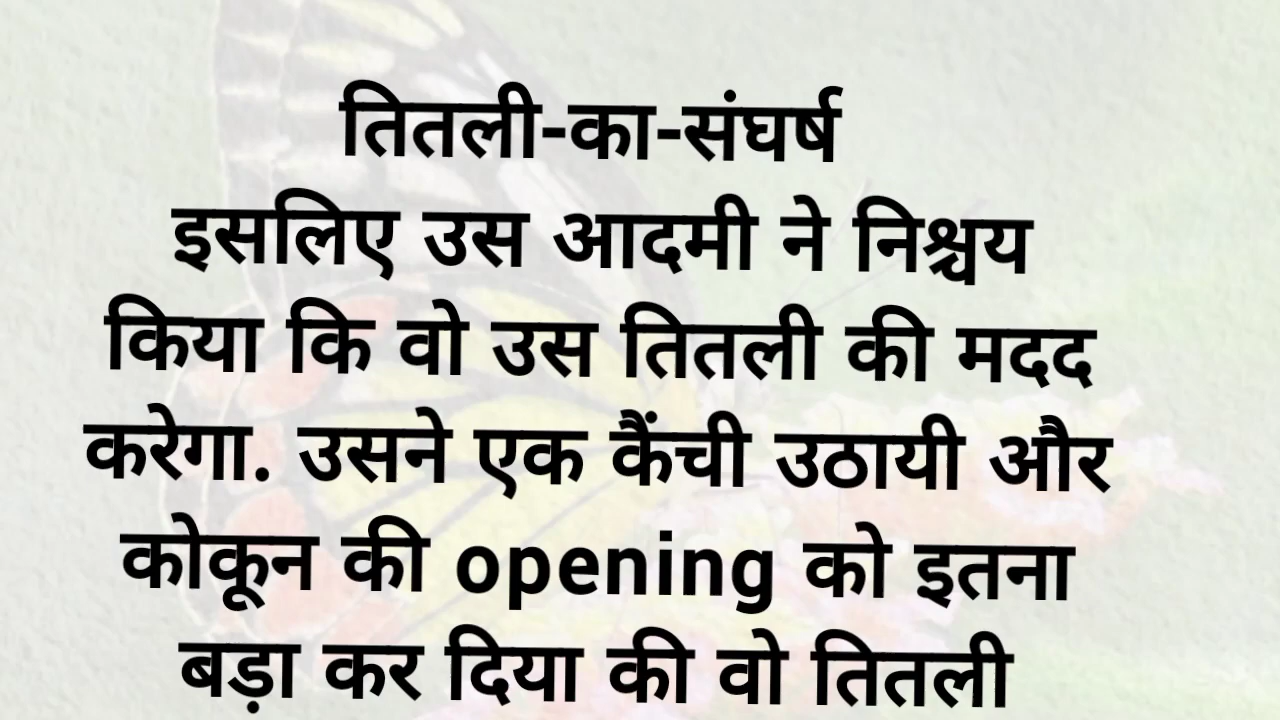 तितली-का-संघर्ष
इसलिए उस आदमी ने निश्चय
किया कि वो उस तितली की मदद
करेगा. उसने एक कैंची उठायी और
कोकून की opening को इतना
बड़ा कर दिया की वो तितली